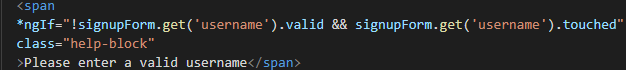 <span
*ngIf="!signupForm.get('username').valid && signupForm.get('username').touched"
class="help-block"
>Please enter a valid username</span>